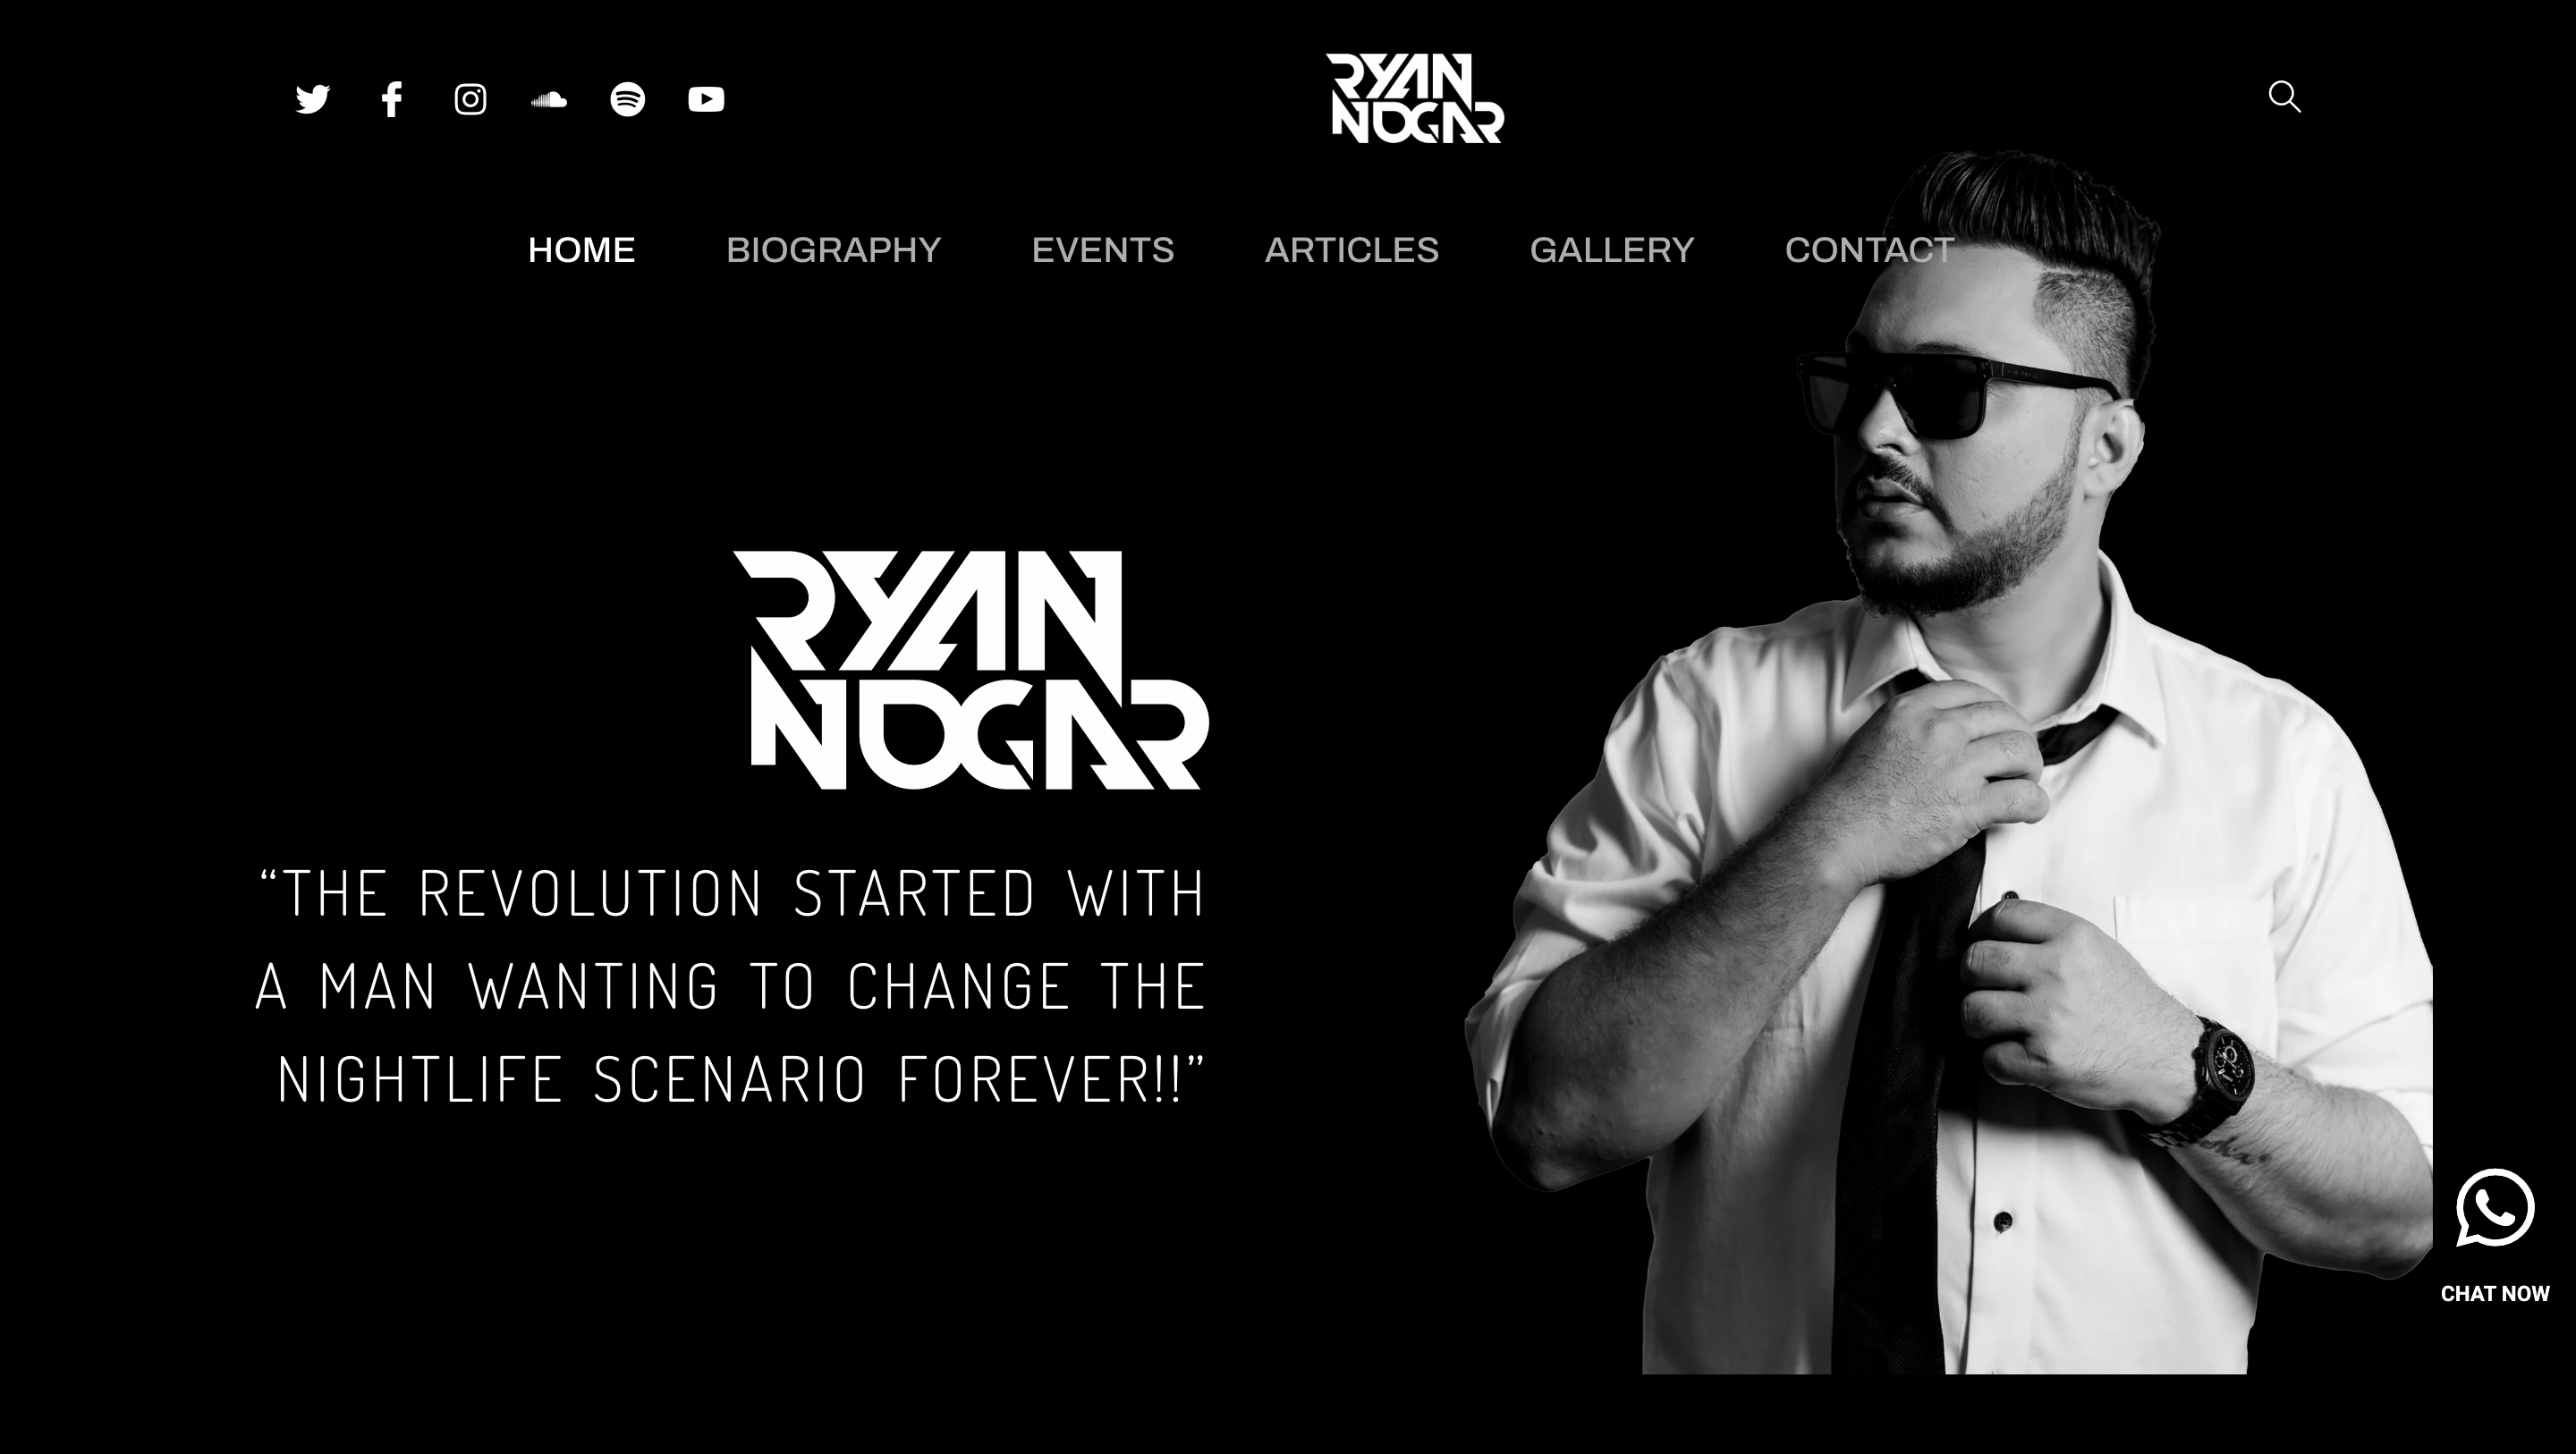 RYAN
NOGAR
HOME BIOGRAPHY EVENTS ARTICLES GALLERY CONTACT
RYAN
NOGAR
“THE REVOLUTION STARTED WITH
A MAN WANTING TO CHANGE THE
NIGHTLIFE SCENARIO FOREVER!!”
CHAT NOW